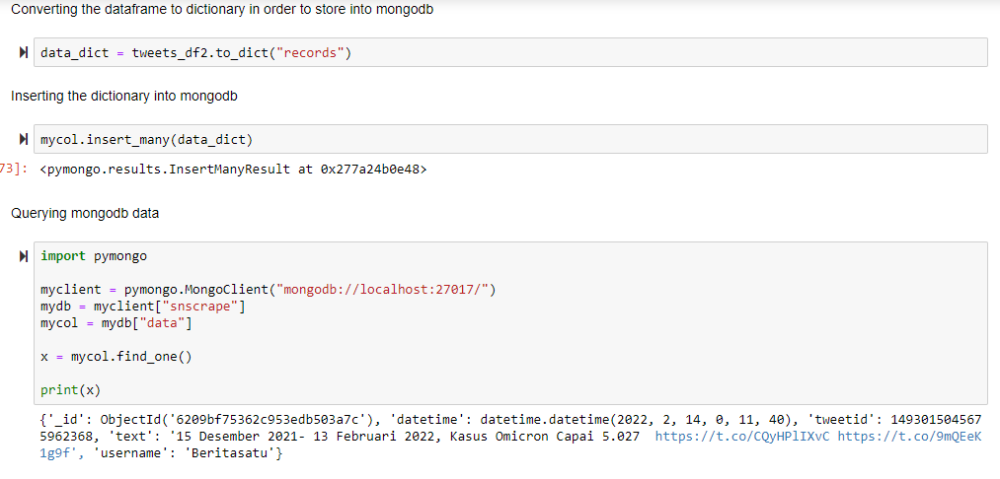 Converting the dataframe to dictionary in order to store into mongodb
data_dict = tweets_df2.to_dict("records")
Inserting the dictionary into mongodb
mycol.insert_many(data_dict)
73]: <pymongo.results.InsertManyResult at 0x277a24b0e48>
Querying mongodb data
import pymongo
myclient = pymongo.MongoClient("mongodb://localhost:27017/")
mydb = myclient["snscrape"]
mycol = mydb["data"]
x = mycol.find_one()
print(x)
{'_id': ObjectId('6209bf75362c953edb503a7c'), 'datetime': datetime.datetime(2022, 2, 14, 0, 11, 40), 'tweetid': 149301504567
5962368, 'text': '15 Desember 2021- 13 Februari 2022, Kasus Omicron Capai 5.027  https://t.co/CQyHPlIXvC https://t.co/9mQEeK
1g9f', 'username': 'Beritasatu'}